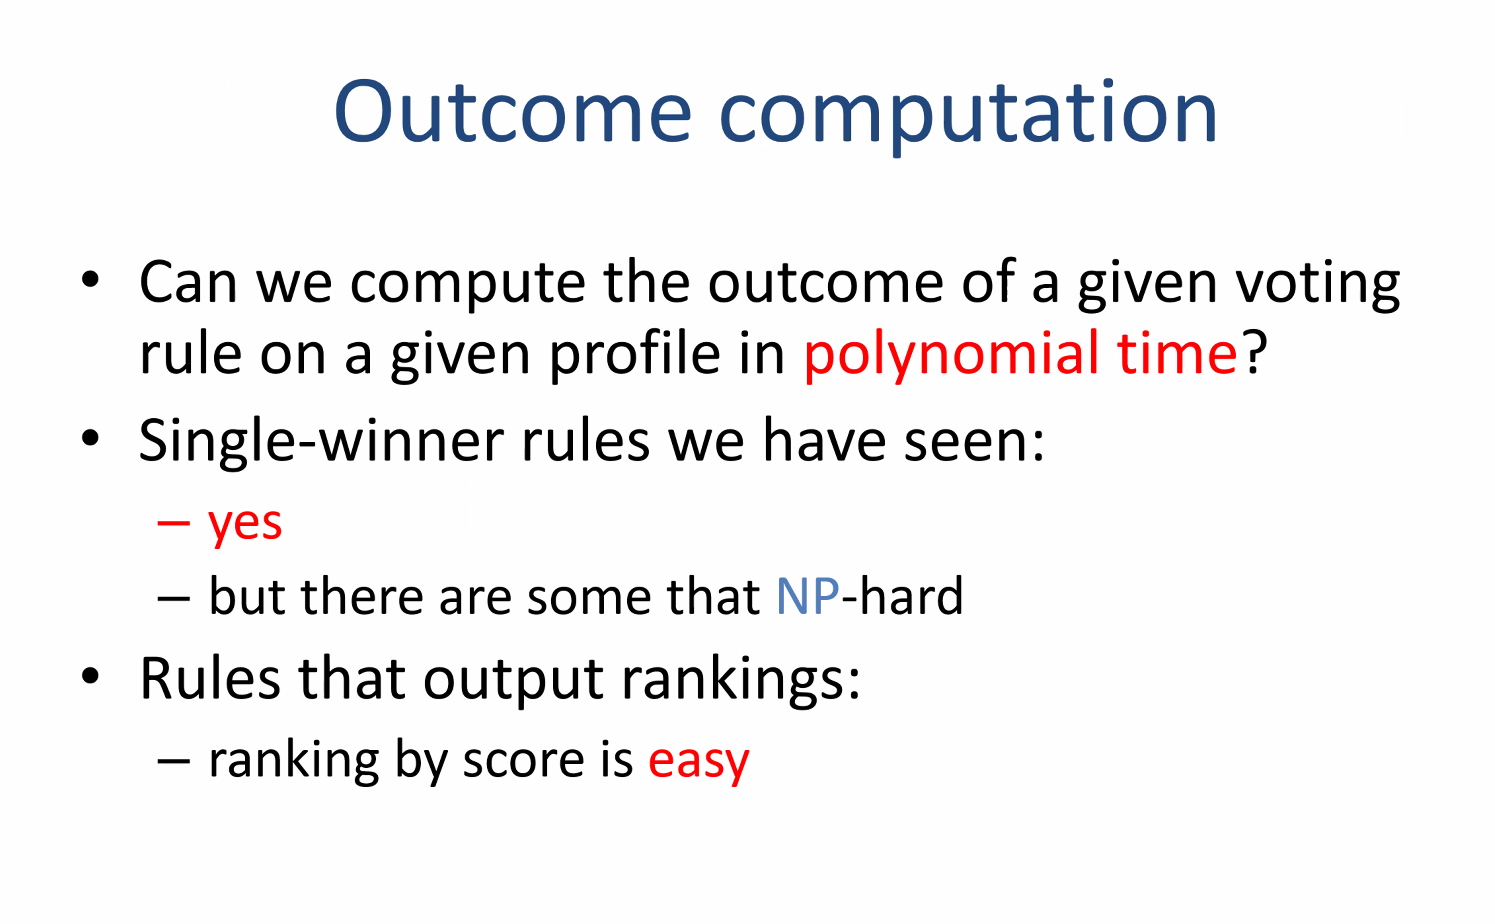 Outcome computation
• Can we compute the outcome of a given voting
rule on a given profile in polynomial time?
• Single-winner rules we have seen:
– yes
– but there are some that NP-hard
• Rules that output rankings:
– ranking by score is easy